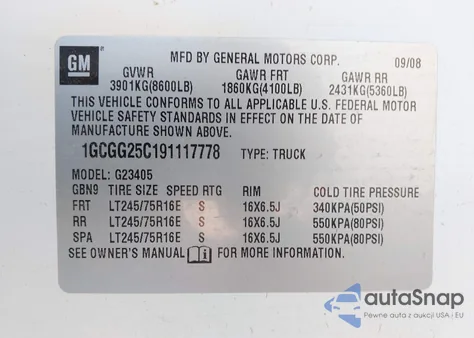 GM
MFD BY GENERAL MOTORS CORP. 09/08
GVWR GAWR FRT GAWR RR
3901KG(8600LB) 1860KG(4100LB) 2431KG(5360LB)
THIS VEHICLE CONFORMS TO ALL APPLICABLE U.S. FEDERAL MOTOR
VEHICLE SAFETY STANDARDS IN EFFECT ON THE DATE OF
MANUFACTURE SHOWN ABOVE.
1GCGG25C191117778 TYPE: TRUCK
MODEL: G23405
GBN9 TIRE SIZE SPEED RTG RIM COLD TIRE PRESSURE
FRT LT245/75R16E S 16X6.5J 340KPA(50PSI)
RR LT245/75R16E S 16X6.5J 550KPA(80PSI)
SPA LT245/75R16E S 16X6.5J 550KPA(80PSI)
SEE OWNER'S MANUAL FOR MORE INFORMATION.
autoSnap
Pewne auta z aukcji USA i EU